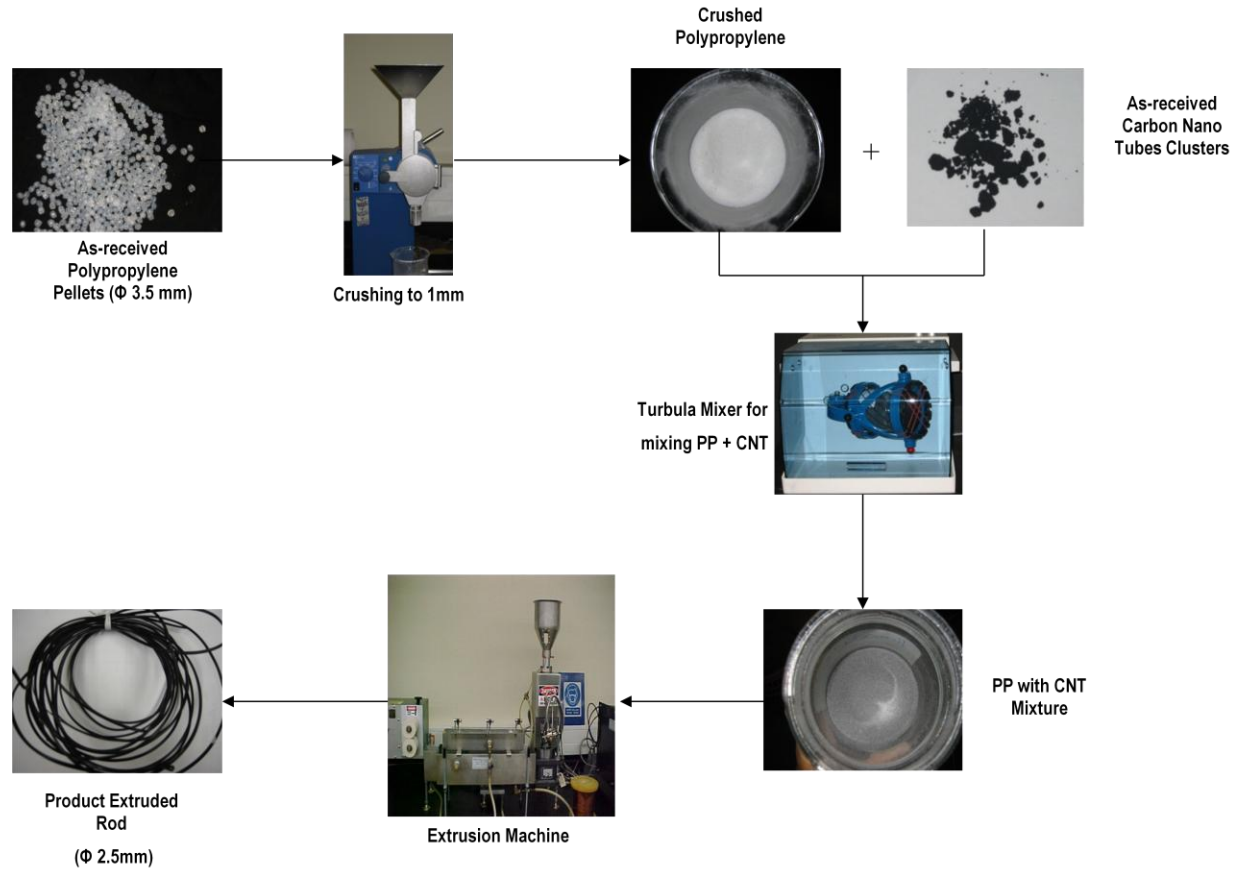 As-received
Polypropylene
Pellets (Φ 3.5 mm)
Crushing to 1mm
Crushed
Polypropylene
+
As-received
Carbon Nano
Tubes Clusters
Turbula Mixer for
mixing PP + CNT
PP with CNT
Mixture
Extrusion Machine
Product Extruded
Rod
(Φ 2.5mm)